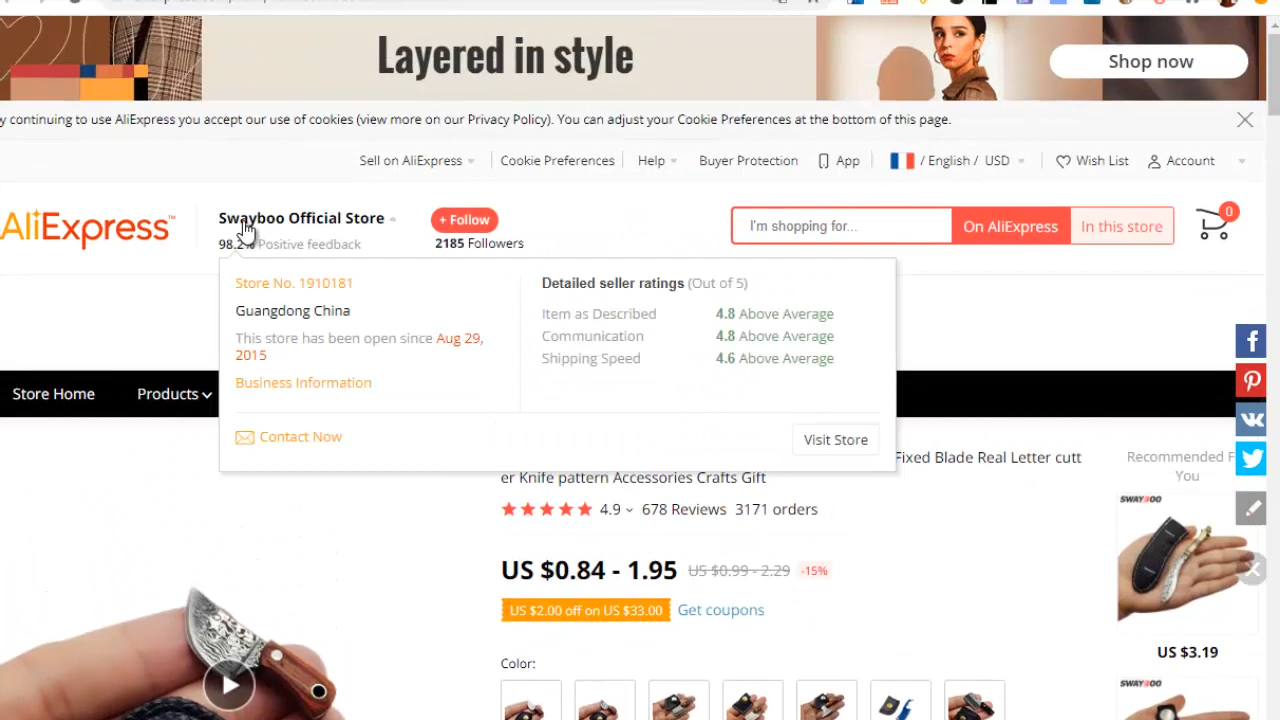 Layered in style
Shop now
y continuing to use AliExpress you accept our use of cookies (view more on our Privacy Policy). You can adjust your Cookie Preferences at the bottom of this page.
Sell on AliExpress
Cookie Preferences
Help
Buyer Protection
App
/ English / USD
Wish List
Account
AliExpress™
Swayboo Official Store
98.2% Positive feedback
+ Follow
2185 Followers
I'm shopping for...
On AliExpress
In this store
0
Store No. 1910181
Guangdong China
This store has been open since Aug 29,
2015
Business Information
Contact Now
Detailed seller ratings (Out of 5)
Item as Described 4.8 Above Average
Communication 4.8 Above Average
Shipping Speed 4.6 Above Average
Visit Store
Store Home
Products
Fixed Blade Real Letter cutt
er Knife pattern Accessories Crafts Gift
4.9 678 Reviews 3171 orders
US $0.84 - 1.95 US $0.99 - 2.29 -15%
US $2.00 off on US $33.00 Get coupons
Color:
Recommended F
You
SWAYBOO
US $3.19
SWAYBOO